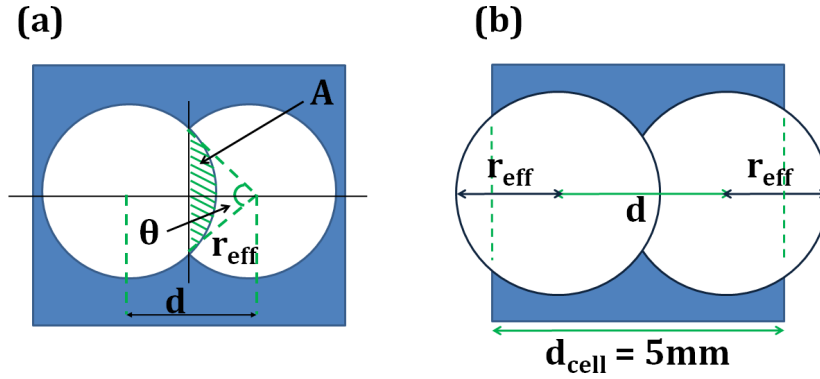 (a)
A
θ
r_eff
d
(b)
r_eff
r_eff
d
d_cell = 5mm